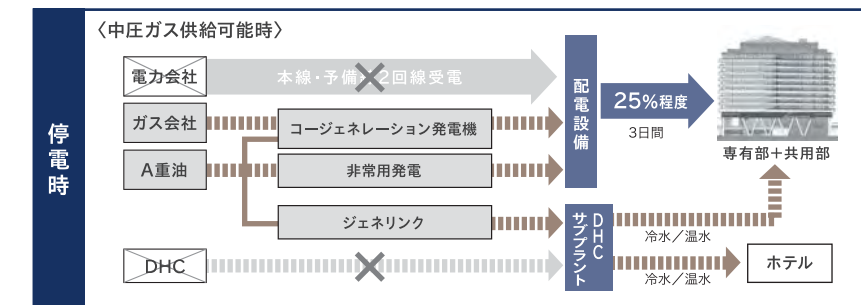 〈中圧ガス供給可能時〉
停電時
電力会社
本線・予備線2回線受電
ガス会社
コージェネレーション発電機
A重油
非常用発電
ジェネリンク
DHC
配電設備
25%程度
3日間
専有部＋共用部
DHC
サブプラント
冷水／温水
冷水／温水
ホテル